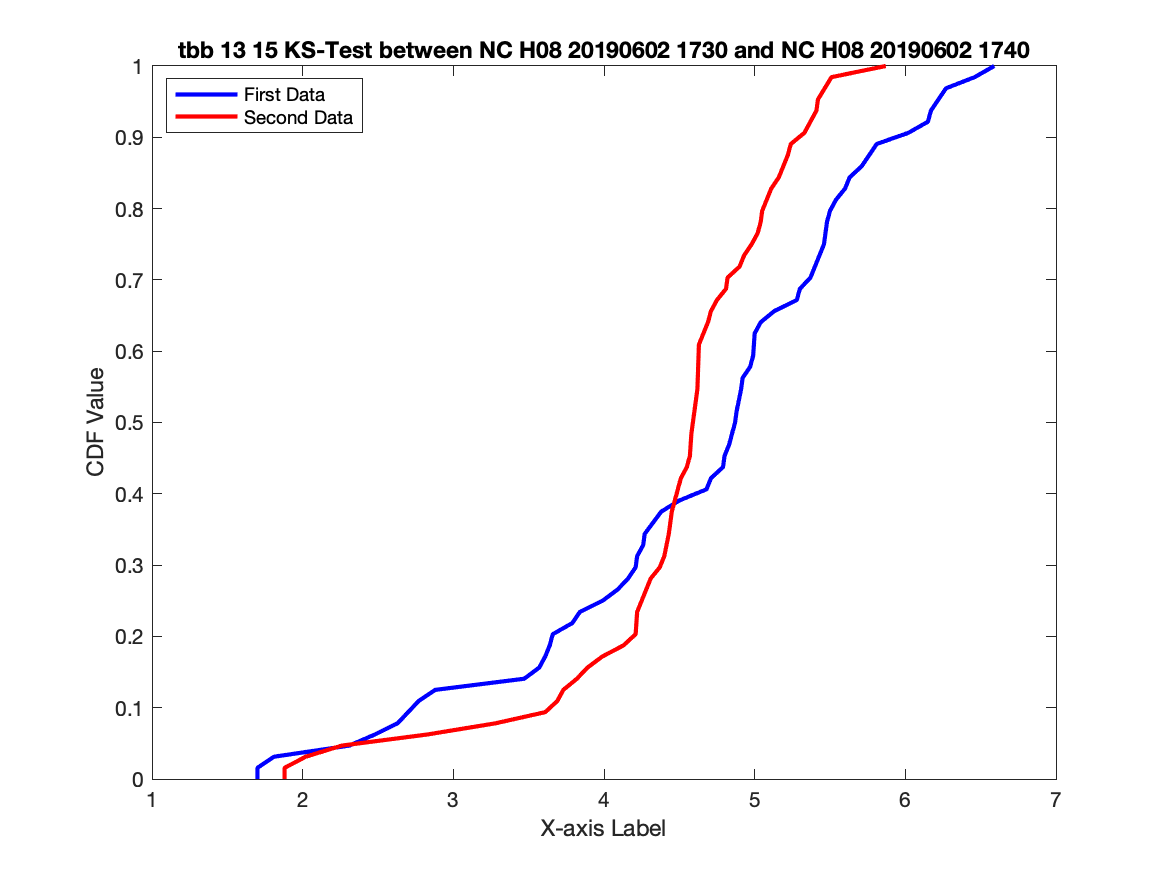 tbb 13 15 KS-Test between NC H08 20190602 1730 and NC H08 20190602 1740
First Data
Second Data
1
0.9
0.8
0.7
0.6
0.5
0.4
0.3
0.2
0.1
0
CDF Value
1 2 3 4 5 6 7
X-axis Label